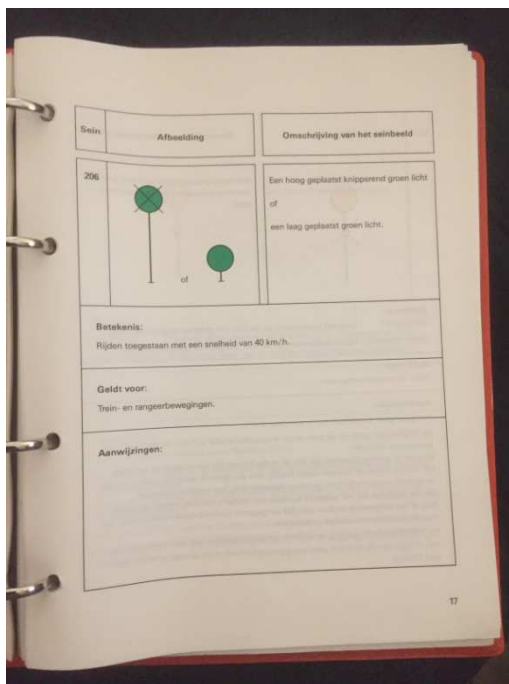 Sein
Afbeelding
Omschrijving van het seinbeeld
206
Een hoog geplaatst knipperend groen licht
of
een laag geplaatst groen licht.
of
Betekenis:
Rijden toegestaan met een snelheid van 40 km/h.
Geldt voor:
Trein- en rangeerbewegingen.
Aanwijzingen:
17